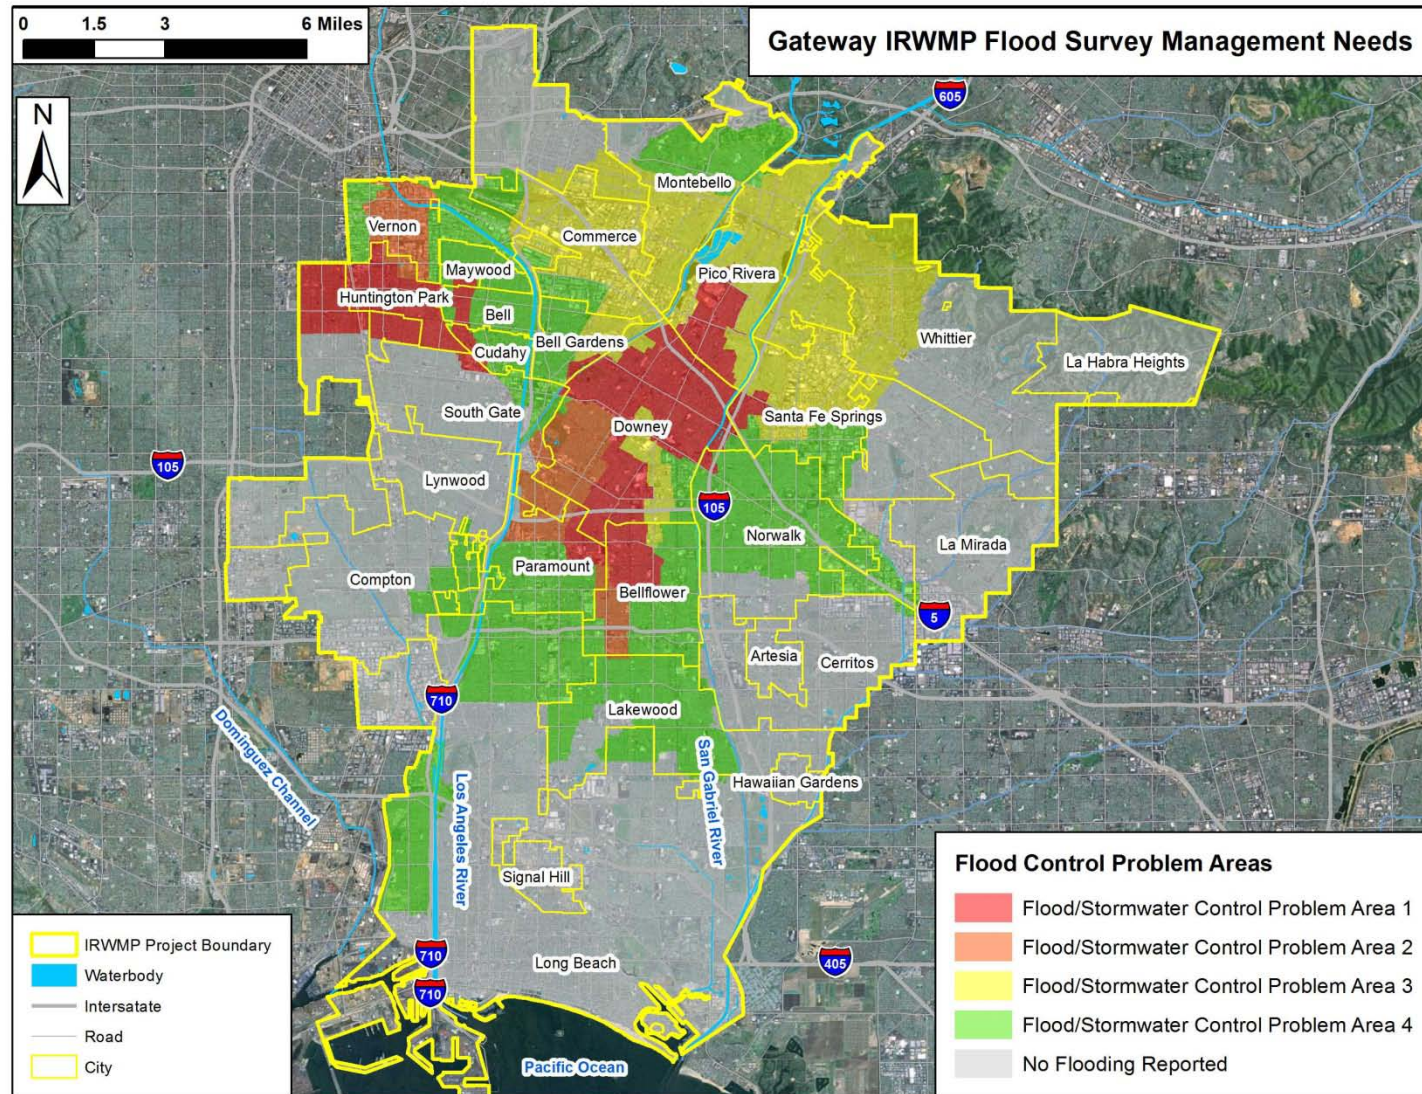 0 1.5 3 6 Miles
Gateway IRWMP Flood Survey Management Needs
N
605
Montebello
Vernon
Commerce
Maywood
Pico Rivera
Huntington Park
Bell
Whittier
Bell Gardens
Cudahy
La Habra Heights
South Gate
Santa Fe Springs
Downey
105
Lynwood
105
Norwalk
La Mirada
Paramount
Compton
Bellflower
5
Artesia
Cerritos
710
Lakewood
Dominguez Channel
Los Angeles River
San Gabriel River
Hawaiian Gardens
Signal Hill
Long Beach
710
405
710
Pacific Ocean
IRWMP Project Boundary
Waterbody
Intersatate
Road
City
Flood Control Problem Areas
Flood/Stormwater Control Problem Area 1
Flood/Stormwater Control Problem Area 2
Flood/Stormwater Control Problem Area 3
Flood/Stormwater Control Problem Area 4
No Flooding Reported